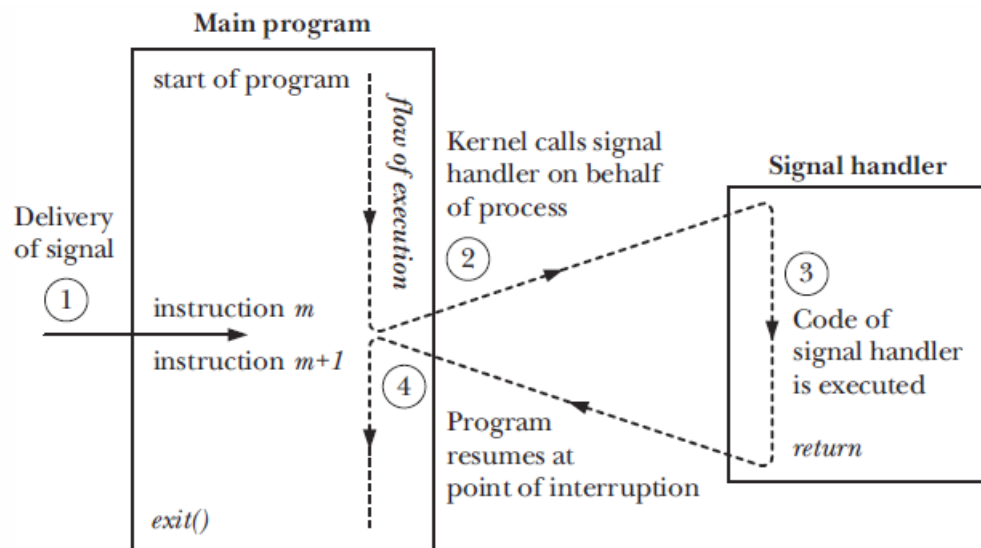 Main program
start of program
flow of execution
Kernel calls signal
handler on behalf
of process
2
Signal handler
Delivery
of signal
1
3
instruction m
instruction m+1
Code of
signal handler
is executed
4
Program
resumes at
point of interruption
return
exit()